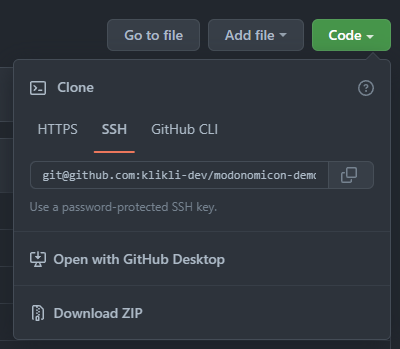 Go to file
Add file
Code
Clone
HTTPS
SSH
GitHub CLI
git@github.com:klikli-dev/modonomicon-demo
Use a password-protected SSH key.
Open with GitHub Desktop
Download ZIP